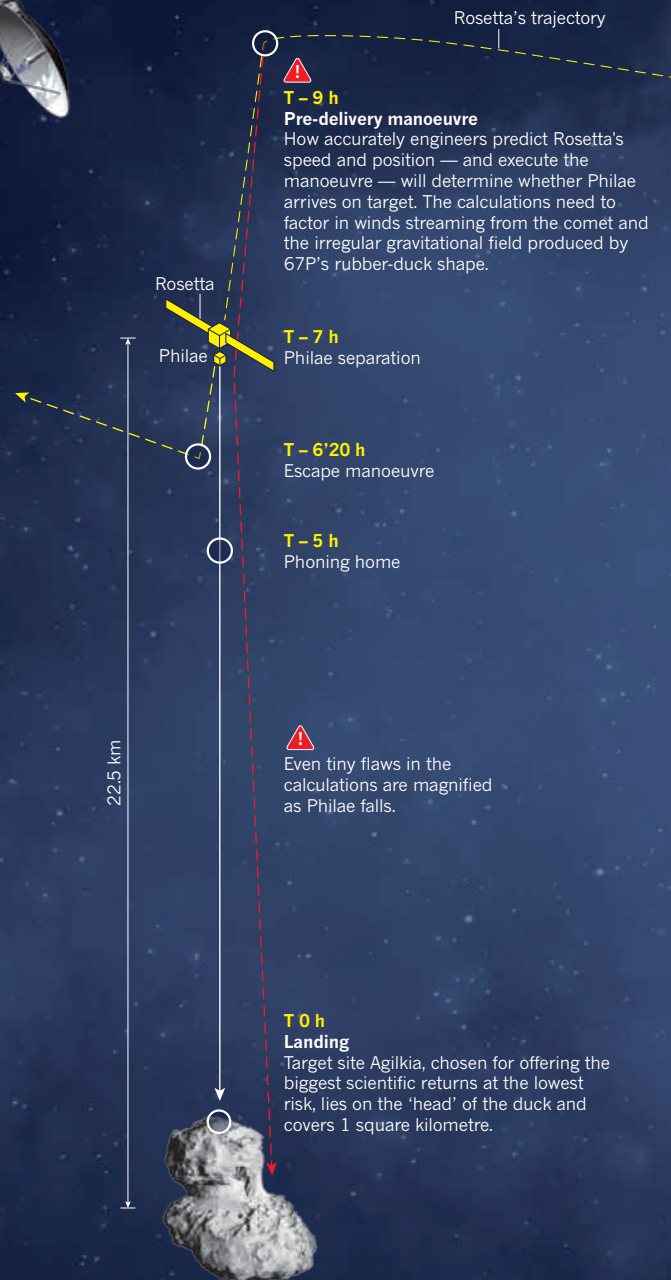 Rosetta’s trajectory
T – 9 h
Pre-delivery manoeuvre
How accurately engineers predict Rosetta's
speed and position — and execute the
manoeuvre — will determine whether Philae
arrives on target. The calculations need to
factor in winds streaming from the comet and
the irregular gravitational field produced by
67P’s rubber-duck shape.
Rosetta
Philae
T – 7 h
Philae separation
T – 6’20 h
Escape manoeuvre
T – 5 h
Phoning home
22.5 km
Even tiny flaws in the
calculations are magnified
as Philae falls.
T 0 h
Landing
Target site Agilkia, chosen for offering the
biggest scientific returns at the lowest
risk, lies on the ‘head’ of the duck and
covers 1 square kilometre.